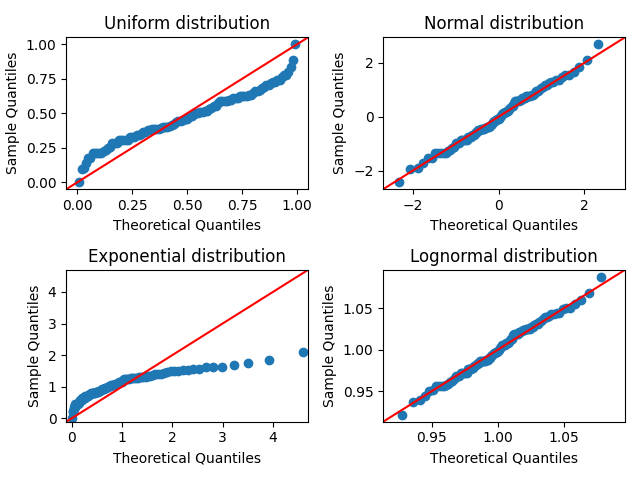 Uniform distribution
1.00
0.75
0.50
0.25
0.00
Sample Quantiles
0.00 0.25 0.50 0.75 1.00
Theoretical Quantiles
Normal distribution
2
0
−2
Sample Quantiles
−2 0 2
Theoretical Quantiles
Exponential distribution
4
3
2
1
0
Sample Quantiles
0 1 2 3 4
Theoretical Quantiles
Lognormal distribution
1.05
1.00
0.95
Sample Quantiles
0.95 1.00 1.05
Theoretical Quantiles